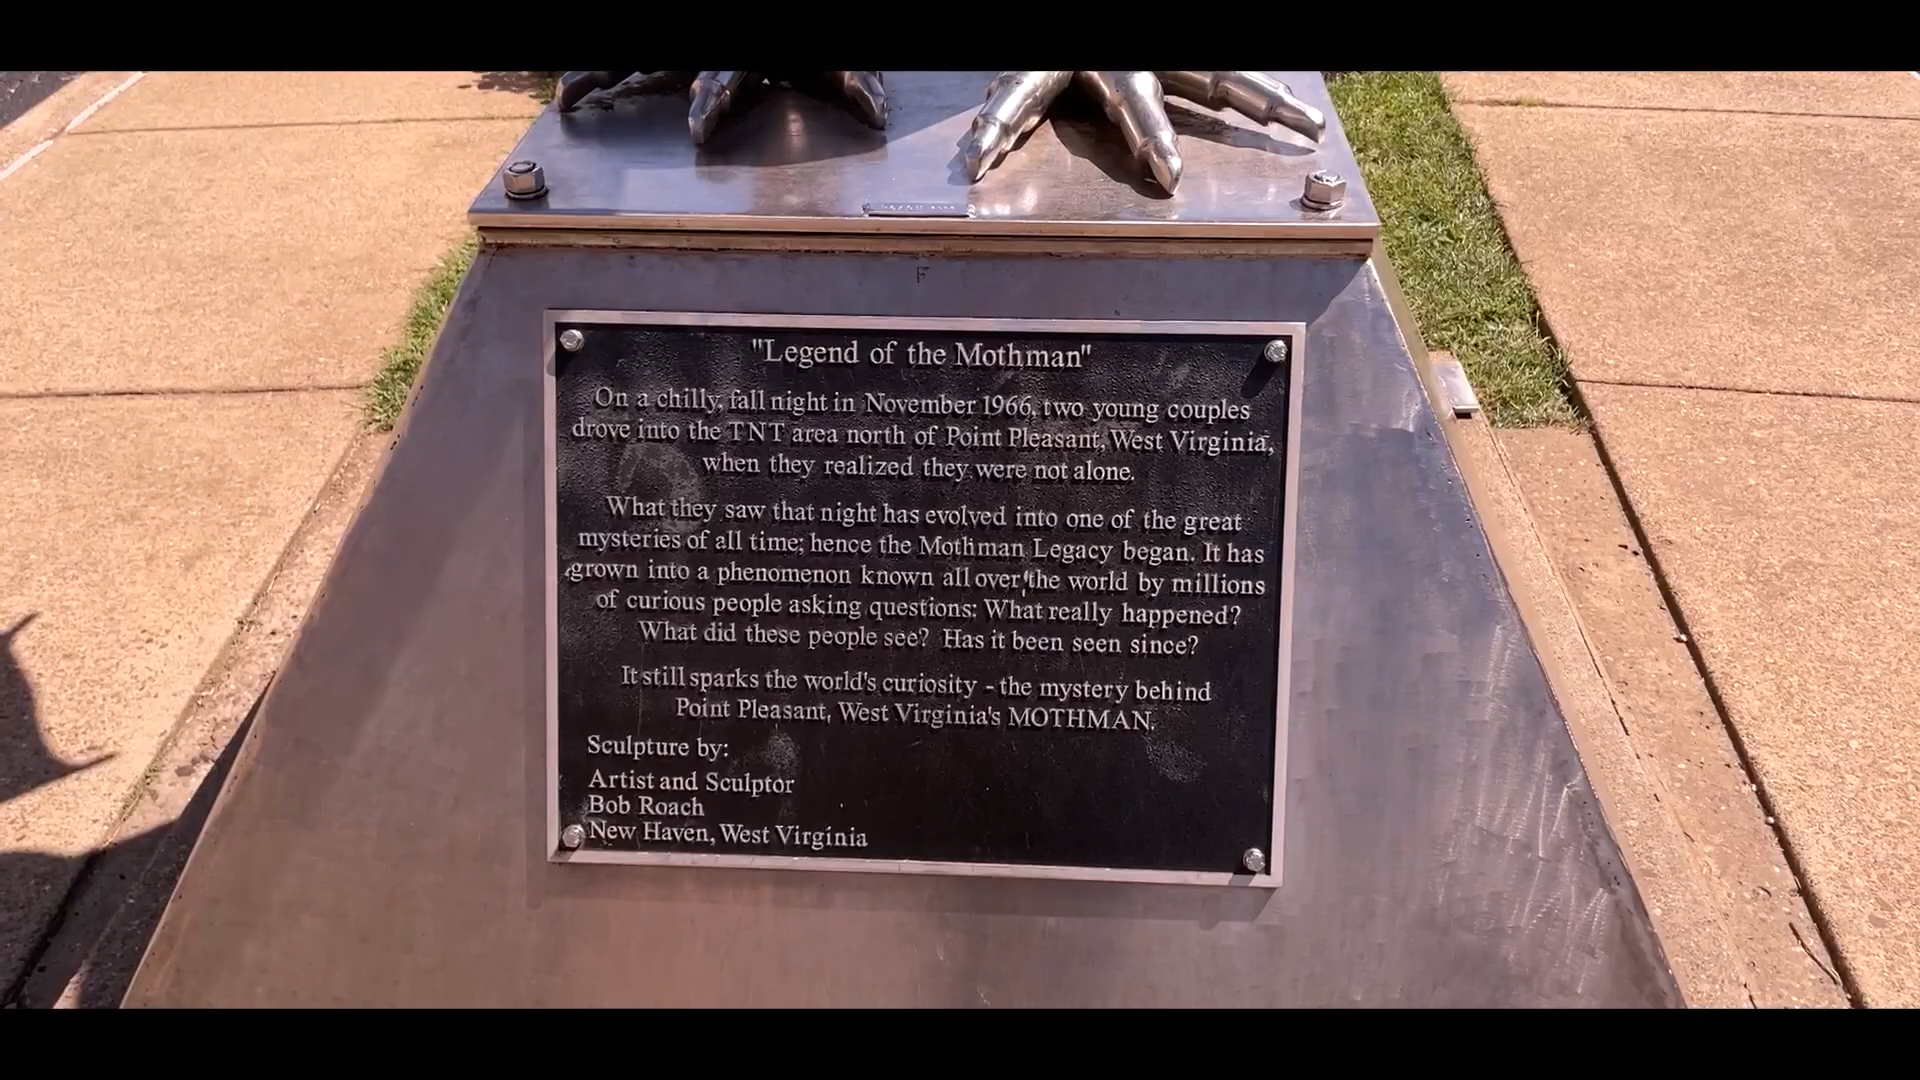 F
"Legend of the Mothman"
On a chilly, fall night in November 1966, two young couples
drove into the TNT area north of Point Pleasant, West Virginia,
when they realized they were not alone.
What they saw that night has evolved into one of the great
mysteries of all time; hence the Mothman Legacy began. It has
grown into a phenomenon known all over the world by millions
of curious people asking questions: What really happened?
What did these people see? Has it been seen since?
It still sparks the world's curiosity - the mystery behind
Point Pleasant, West Virginia's MOTHMAN.
Sculpture by:
Artist and Sculptor
Bob Roach
New Haven, West Virginia